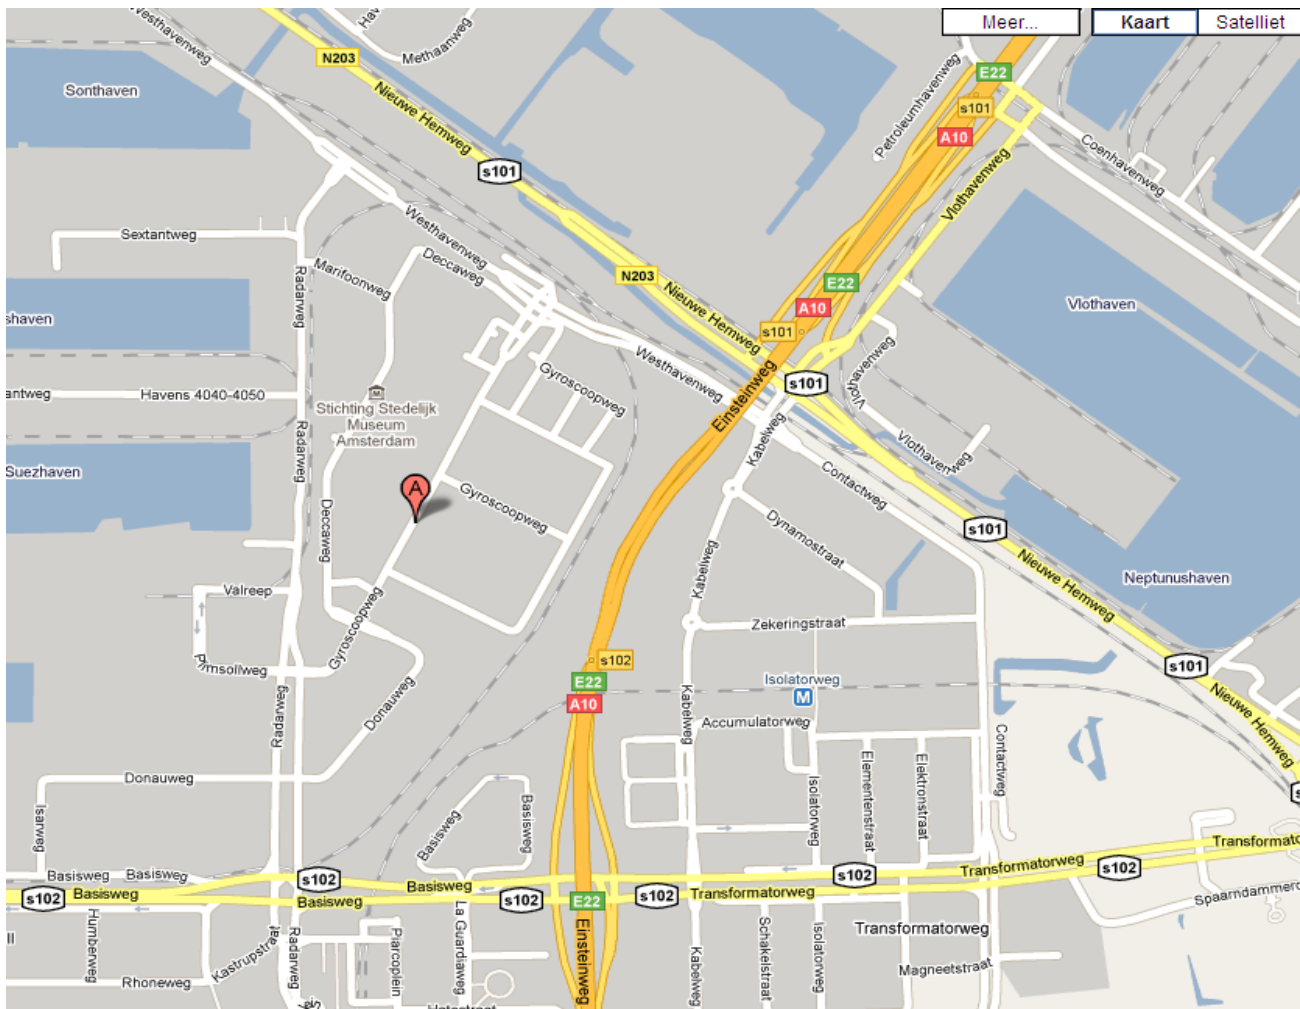 Meer...
Kaart
Satelliet
Westhavenweg
Methaanweg
N203
E22
Sonthaven
Nieuwe Hemweg
Petroleumhavenweg
s101
A10
Coenhavenweg
s101
Vlothavenweg
Westhavenweg
Sextantweg
Deccaweg
Marifoonweg
Radarweg
N203
E22
Nieuwe Hemweg
A10
Vlothaven
shaven
s101
Westhavenweg
Vlothavenweg
Einsteinweg
s101
Gyroscoopweg
antweg
Havens 4040-4050
Stichting Stedelijk
Museum
Amsterdam
Radarweg
Kabelweg
Vlothavenweg
Suezhaven
A
Gyroscoopweg
Contactweg
Deccaweg
Dynamostraat
s101
Kabelweg
Nieuwe Hemweg
Neptunushaven
Valreep
Gyroscoopweg
Zekeringstraat
Plimsollweg
s102
s101
E22
Isolatorweg
M
Donauweg
Radarweg
A10
Kabelweg
Accumulatorweg
Nieuwe Hemweg
Contactweg
Donauweg
Isarweg
Basisweg
Basisweg
Isolatorweg
Elementenstraat
Elektronstraat
s
Transformatorweg
Transformato
Basisweg
Basisweg
s102
Basisweg
s102
Transformatorweg
s102
s102
Basisweg
Basisweg
s102
E22
s102
Transformatorweg
Spaarndammerd
ll
Humberweg
Kastrupstraat
Radarweg
Piarcoplein
La Guardiaweg
Einsteinweg
Kabelweg
Schakelstraat
Isolatorweg
Transformatorweg
Magneetstraat
Rhoneweg